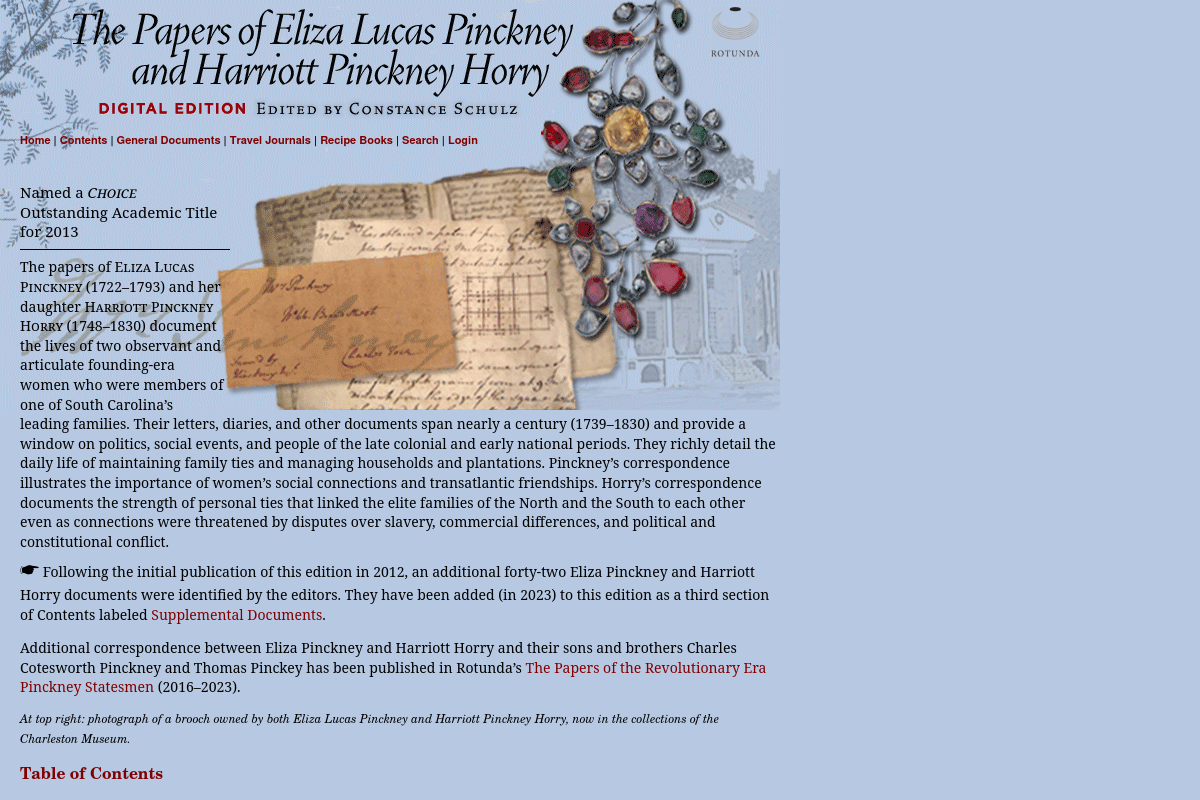 The Papers of Eliza Lucas Pinckney
and Harriott Pinckney Horry
ROTUNDA
DIGITAL EDITION EDITED BY CONSTANCE SCHULZ
Home | Contents | General Documents | Travel Journals | Recipe Books | Search | Login
Named a CHOICE
Outstanding Academic Title
for 2013
The papers of ELIZA LUCAS
PINCKNEY (1722–1793) and her
daughter HARRIOTT PINCKNEY
HORRY (1748–1830) document
the lives of two observant and
articulate founding-era
women who were members of
one of South Carolina’s
leading families. Their letters, diaries, and other documents span nearly a century (1739–1830) and provide a
window on politics, social events, and people of the late colonial and early national periods. They richly detail the
daily life of maintaining family ties and managing households and plantations. Pinckney’s correspondence
illustrates the importance of women’s social connections and transatlantic friendships. Horry’s correspondence
documents the strength of personal ties that linked the elite families of the North and the South to each other
even as connections were threatened by disputes over slavery, commercial differences, and political and
constitutional conflict.
Following the initial publication of this edition in 2012, an additional forty-two Eliza Pinckney and Harriott
Horry documents were identified by the editors. They have been added (in 2023) to this edition as a third section
of Contents labeled Supplemental Documents.
Additional correspondence between Eliza Pinckney and Harriott Horry and their sons and brothers Charles
Cotesworth Pinckney and Thomas Pinckey has been published in Rotunda’s The Papers of the Revolutionary Era
Pinckney Statesmen (2016–2023).
At top right: photograph of a brooch owned by both Eliza Lucas Pinckney and Harriott Pinckney Horry, now in the collections of the
Charleston Museum.
Table of Contents